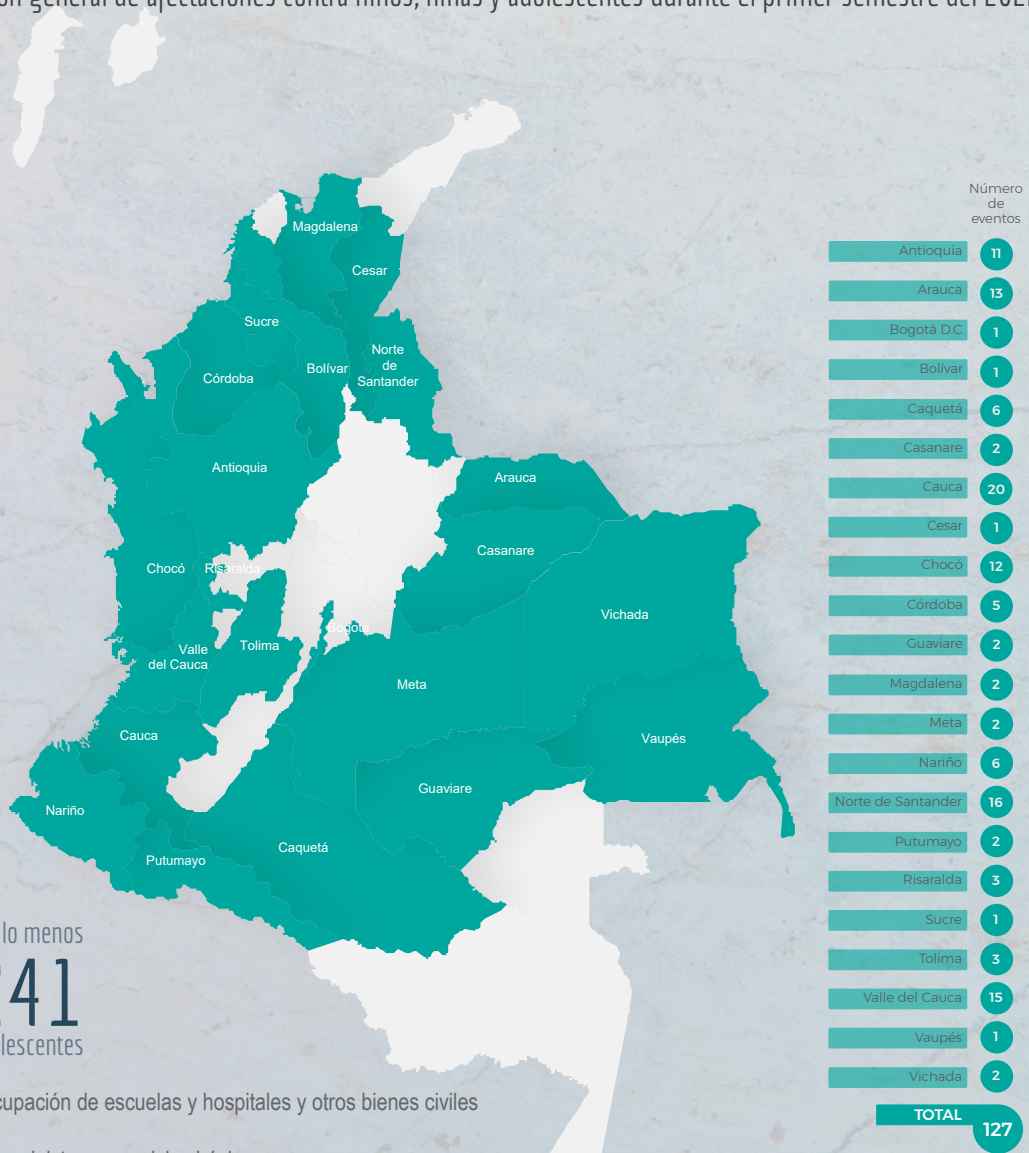 general de afectaciones contra niños, niñas y adolescentes durante el primer semestre del
Magdalena
Cesar
Sucre
Norte
de
Santander
Bolívar
Córdoba
Antioquia
Arauca
Casanare
Chocó
Risaralda
Vichada
Bogotá
Tolima
Valle
del Cauca
Meta
Cauca
Vaupés
Guaviare
Nariño
Caquetá
Putumayo
lo menos
41
y hospitales y otros bienes civiles
Número
de
eventos
Antioquia 11
Arauca 13
Bogotá D.C 1
Bolívar 1
Caquetá 6
Casanare 2
Cauca 20
Cesar 1
Chocó 12
Córdoba 5
Guaviare 2
Magdalena 2
Meta 2
Nariño 6
Norte de Santander 16
Putumayo 2
Risaralda 3
Sucre 1
Tolima 3
Valle del Cauca 15
Vaupés 1
Vichada 2
TOTAL 127